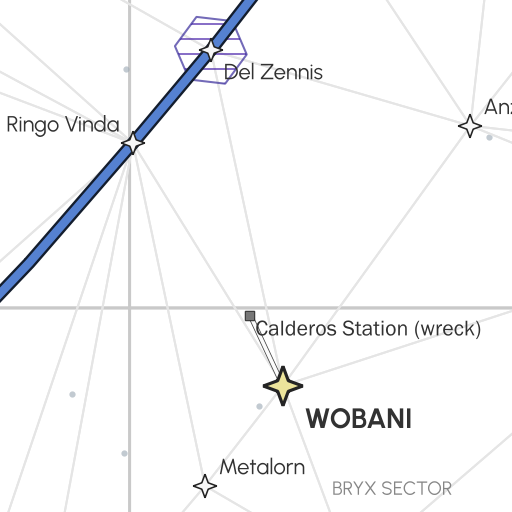 Del Zennis
Ringo Vinda
Calderos Station (wreck)
WOBANI
Metalorn
BRYX SECTOR